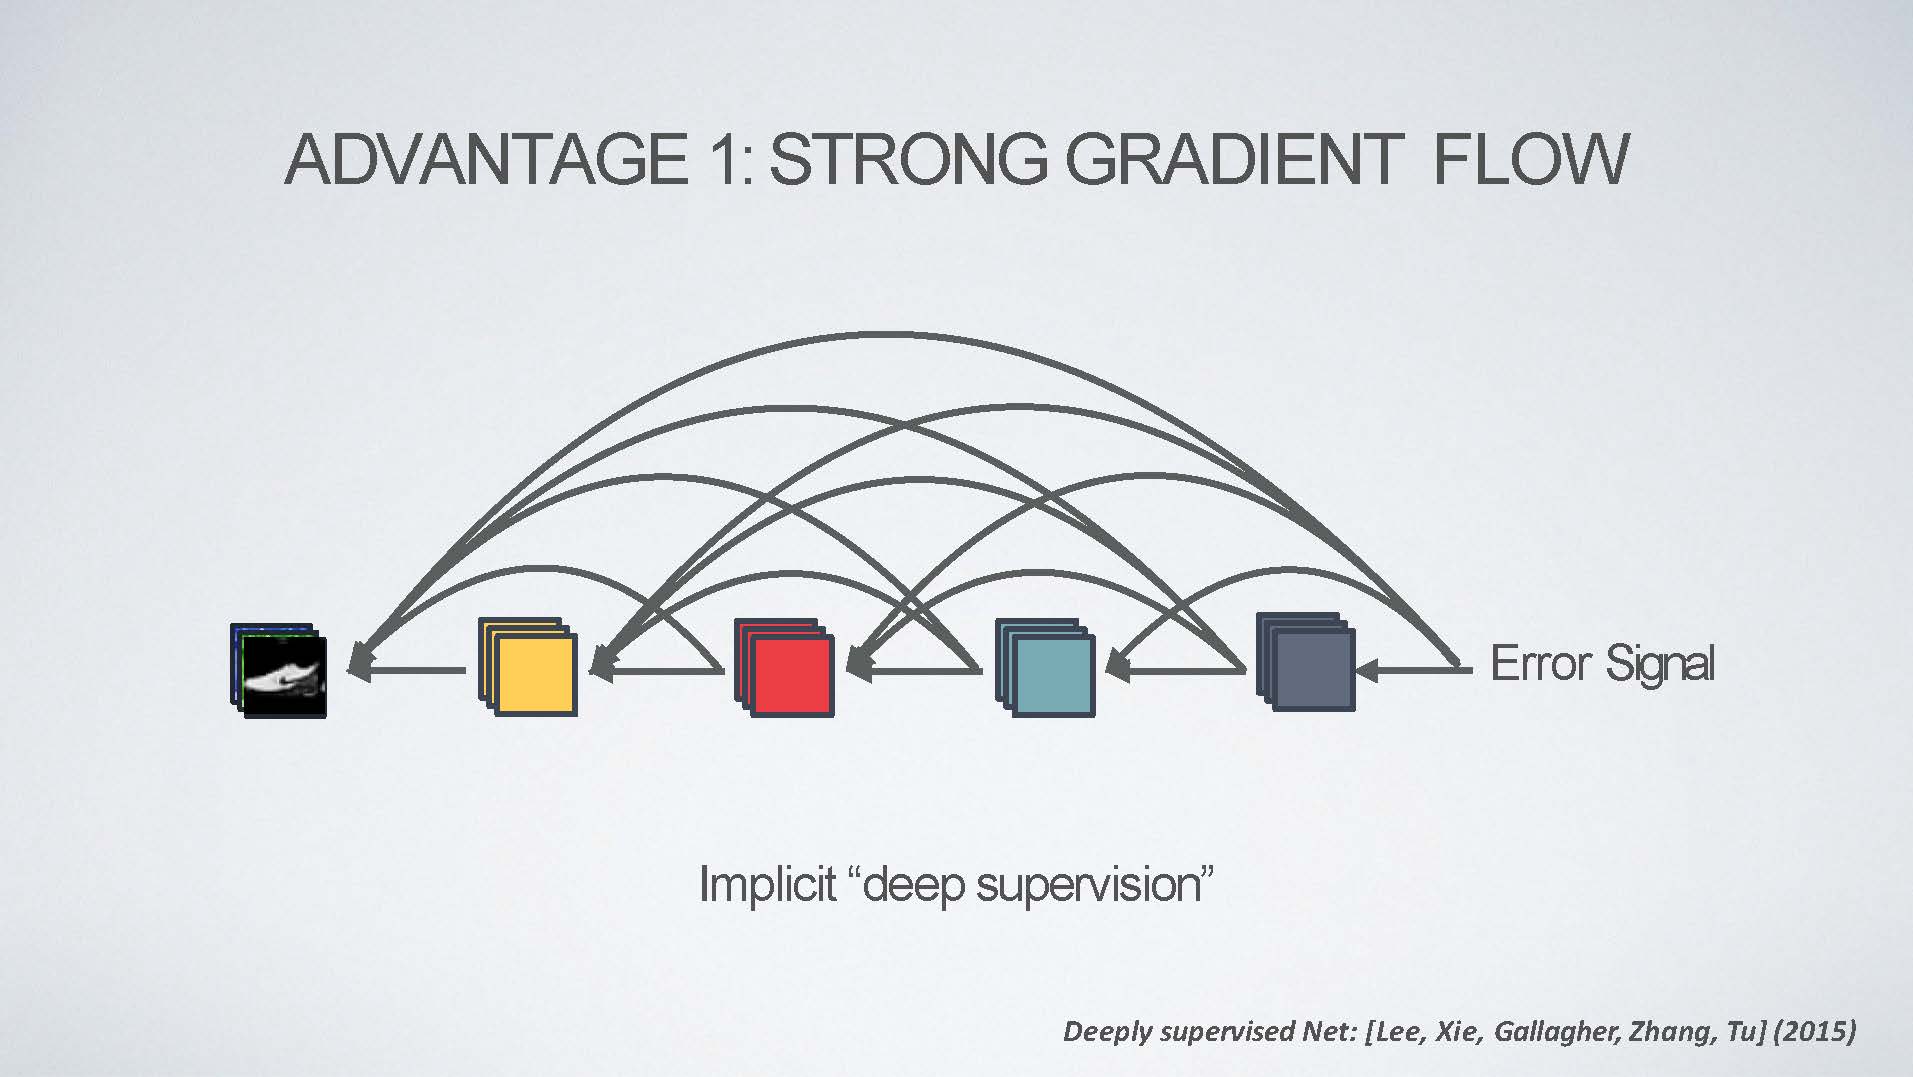 ADVANTAGE 1: STRONG GRADIENT FLOW
Error Signal
Implicit “deep supervision”
Deeply supervised Net: [Lee, Xie, Gallagher, Zhang, Tu] (2015)